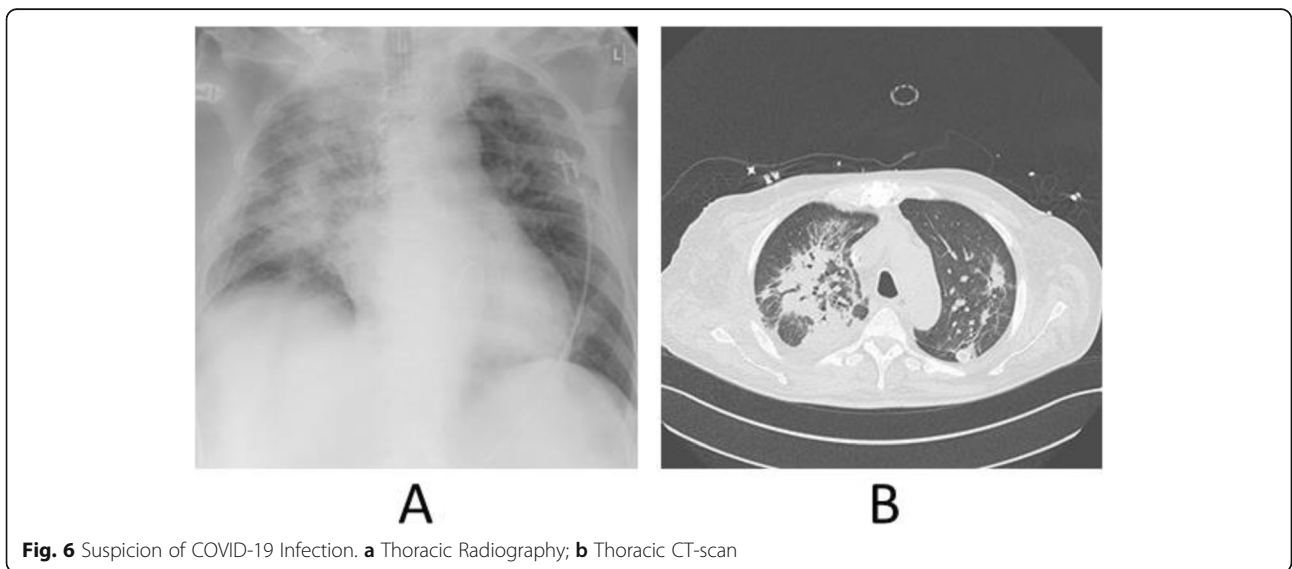 L
A B
Fig. 6 Suspicion of COVID-19 Infection. a Thoracic Radiography; b Thoracic CT-scan